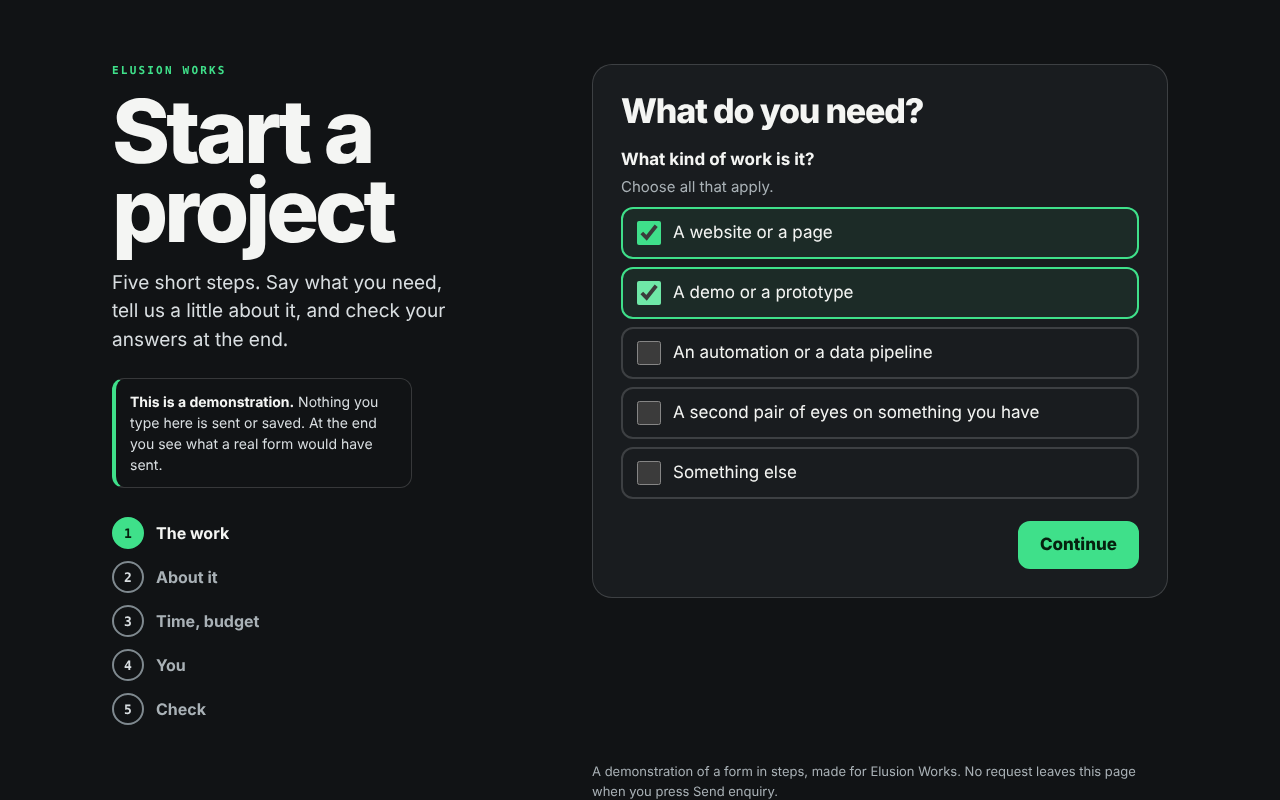 ELUSION WORKS
Start a
project
Five short steps. Say what you need,
tell us a little about it, and check your
answers at the end.
This is a demonstration. Nothing you
type here is sent or saved. At the end
you see what a real form would have
sent.
1 The work
2 About it
3 Time, budget
4 You
5 Check
What do you need?
What kind of work is it?
Choose all that apply.
A website or a page
A demo or a prototype
An automation or a data pipeline
A second pair of eyes on something you have
Something else
Continue
A demonstration of a form in steps, made for Elusion Works. No request leaves this page
when you press Send enquiry.